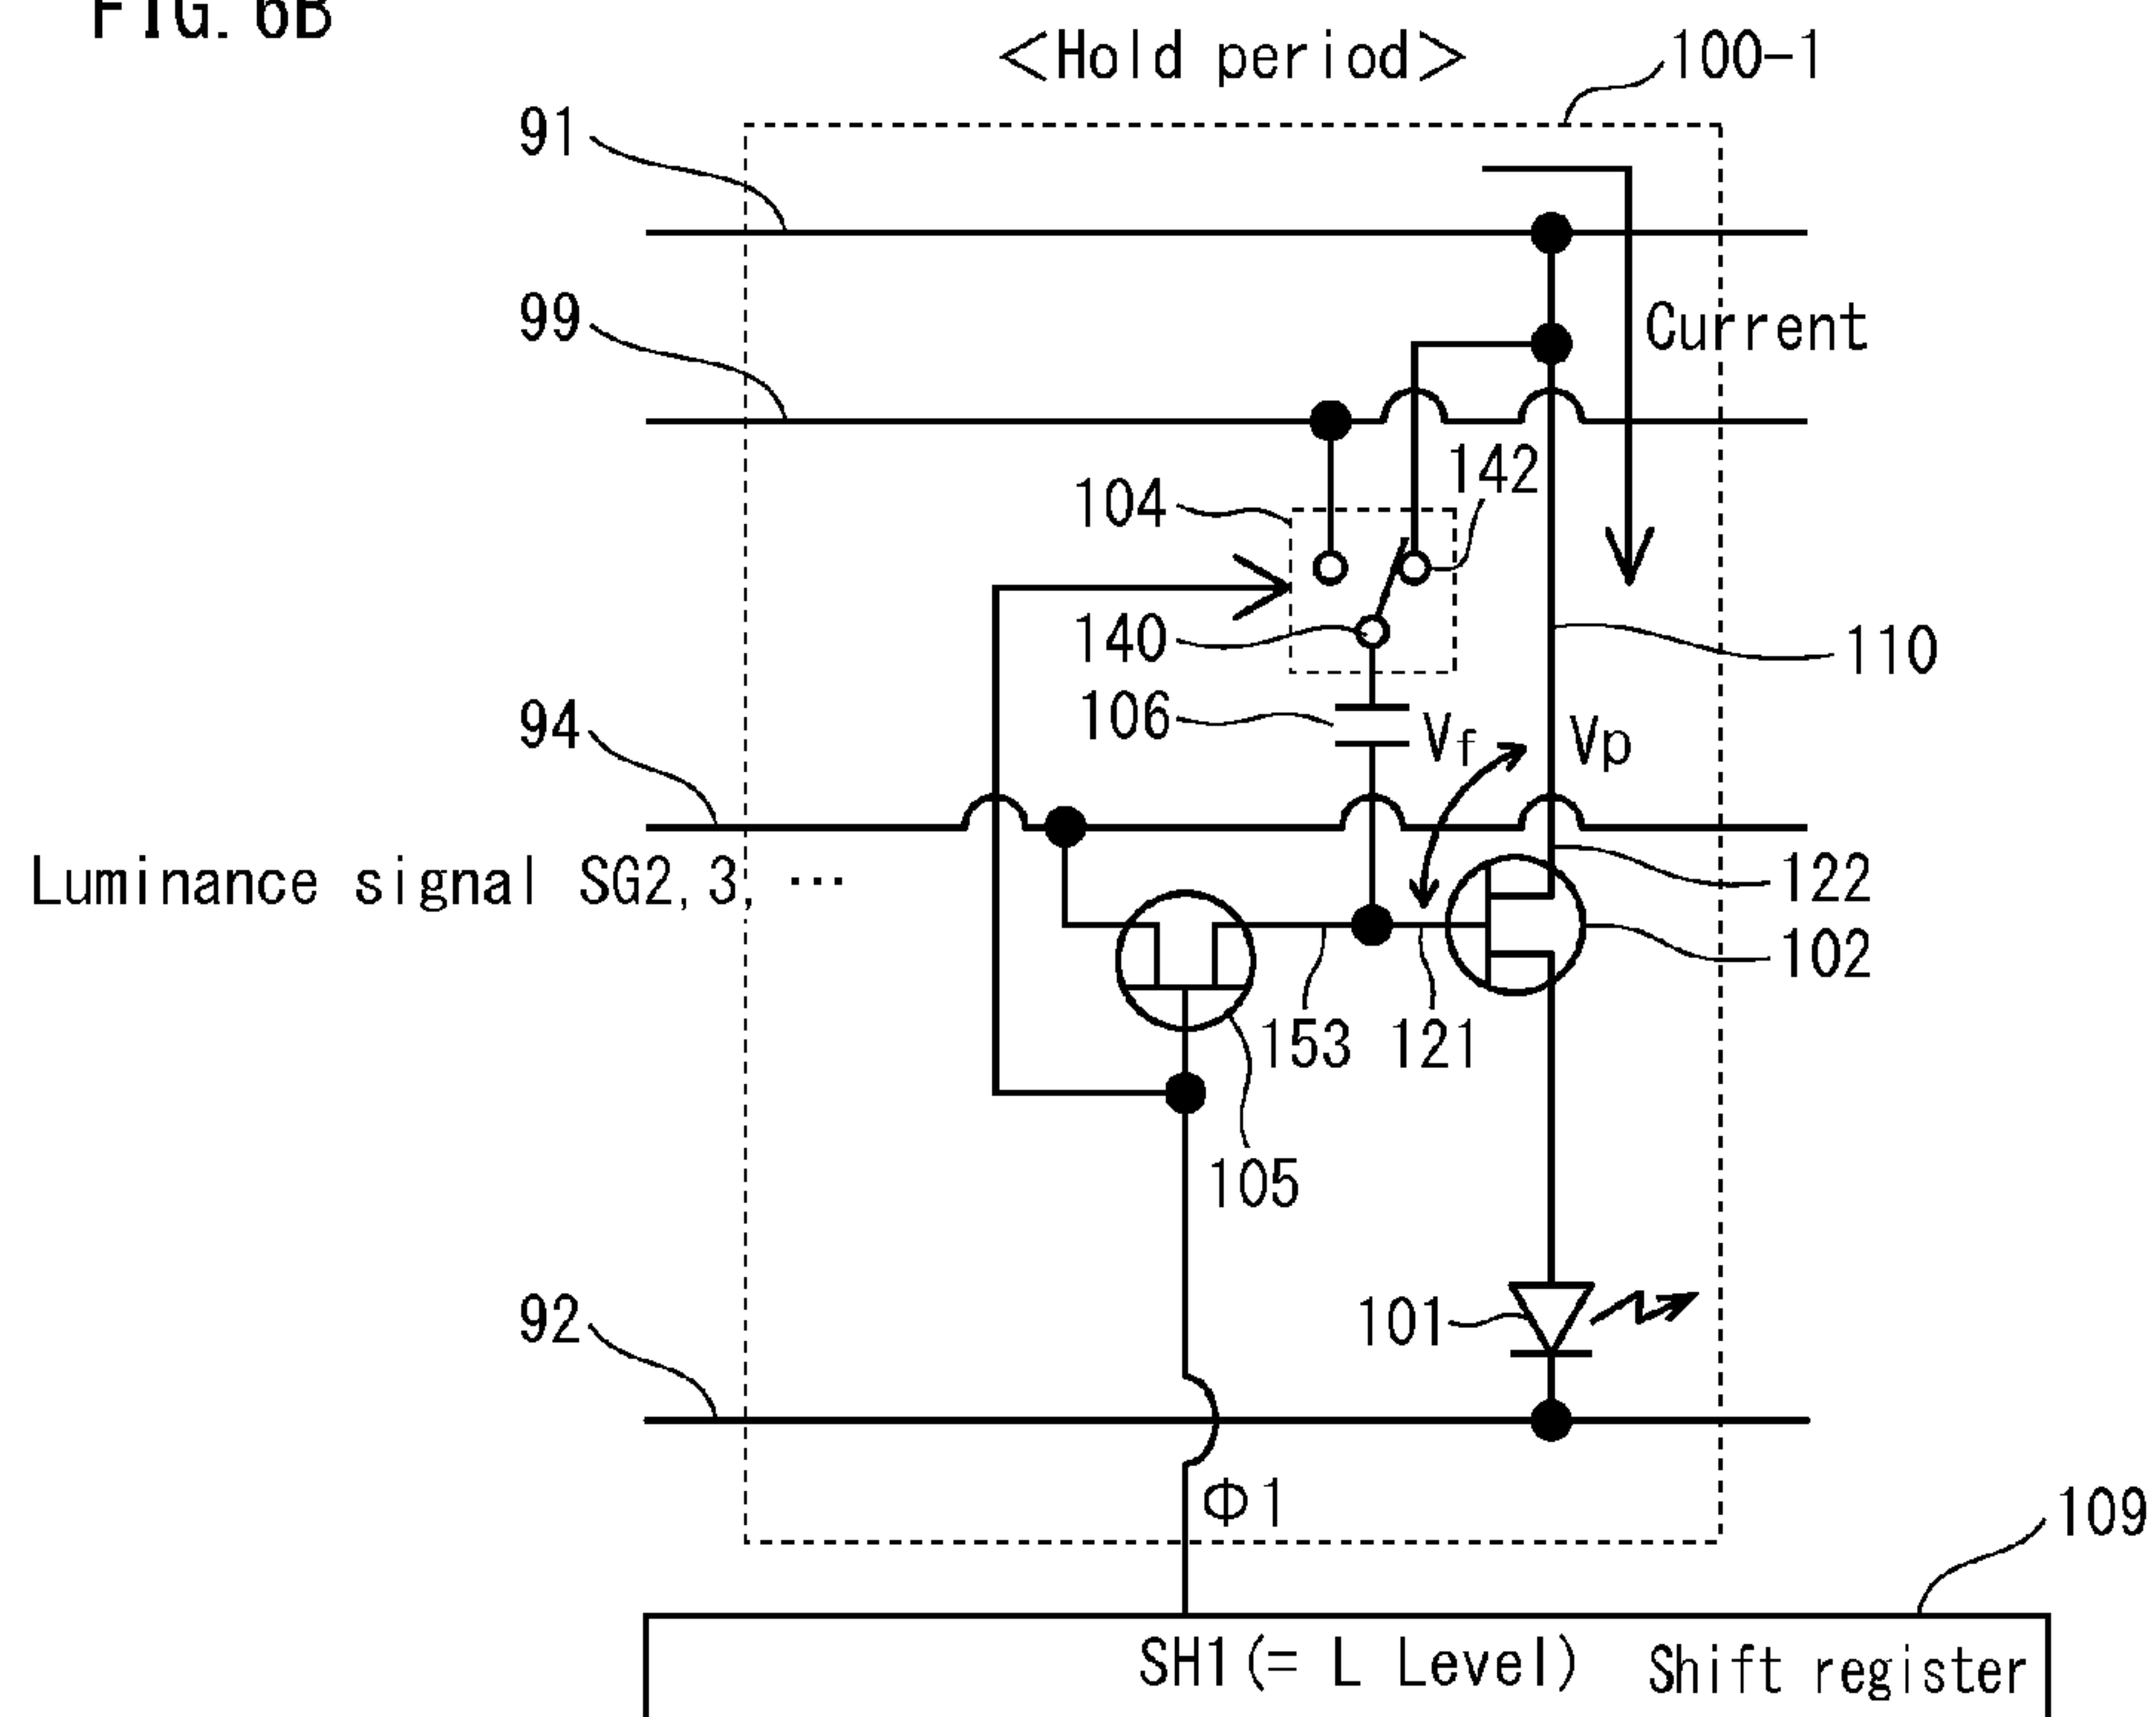 FIG. 6B
<Hold period>
100-1
91
99
Current
142
104
140
110
106
Vf
Vp
94
Luminance signal SG2, 3, ...
122
102
153
121
105
101
92
Φ1
109
SH1(= L Level)
Shift register